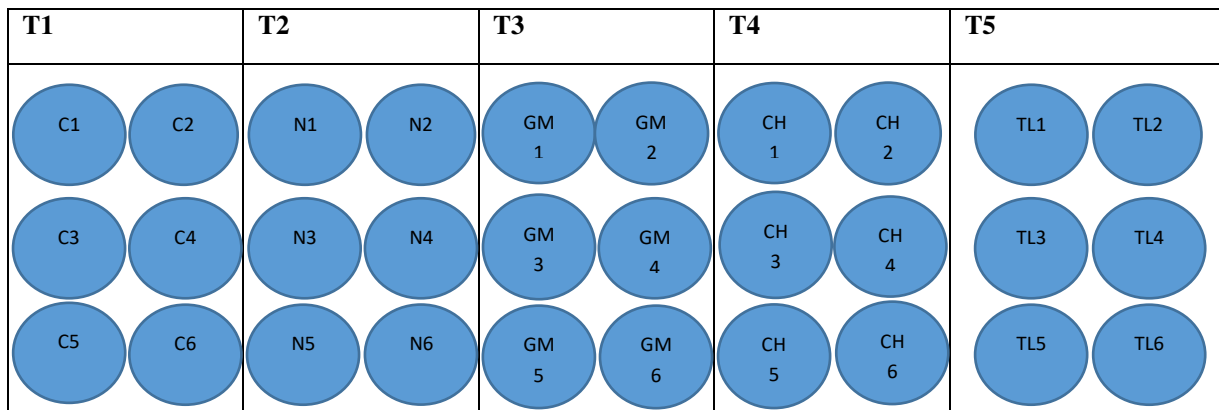 T1 T2 T3 T4 T5
C1 C2 N1 N2 GM 1 GM 2 CH 1 CH 2 TL1 TL2
C3 C4 N3 N4 GM 3 GM 4 CH 3 CH 4 TL3 TL4
C5 C6 N5 N6 GM 5 GM 6 CH 5 CH 6 TL5 TL6